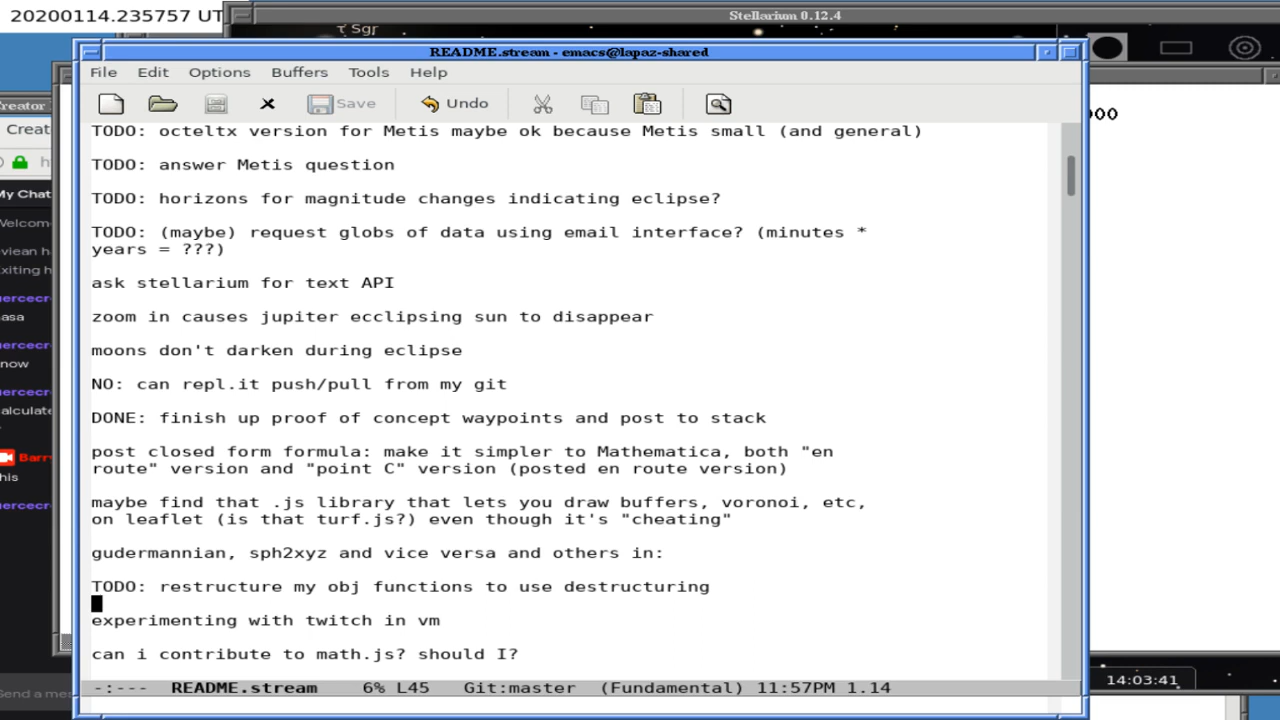 20200114.235757 UT
Stellarium 0.12.4
Sgr
README.stream - emacs@lapaz-shared
File Edit Options Buffers Tools Help
Save Undo
TODO: octeltx version for Metis maybe ok because Metis small (and general)
TODO: answer Metis question
TODO: horizons for magnitude changes indicating eclipse?
TODO: (maybe) request globs of data using email interface? (minutes *
years = ???)
ask stellarium for text API
zoom in causes jupiter ecclipsing sun to disappear
moons don't darken during eclipse
NO: can repl.it push/pull from my git
DONE: finish up proof of concept waypoints and post to stack
post closed form formula: make it simpler to Mathematica, both "en
route" version and "point C" version (posted en route version)
maybe find that .js library that lets you draw buffers, voronoi, etc,
on leaflet (is that turf.js?) even though it's "cheating"
gudermannian, sph2xyz and vice versa and others in:
TODO: restructure my obj functions to use destructuring
experimenting with twitch in vm
can i contribute to math.js? should I?
-:--- README.stream 6% L45 Git:master (Fundamental) 11:57PM 1.14
My Chat
now
Send a me
14:03:41